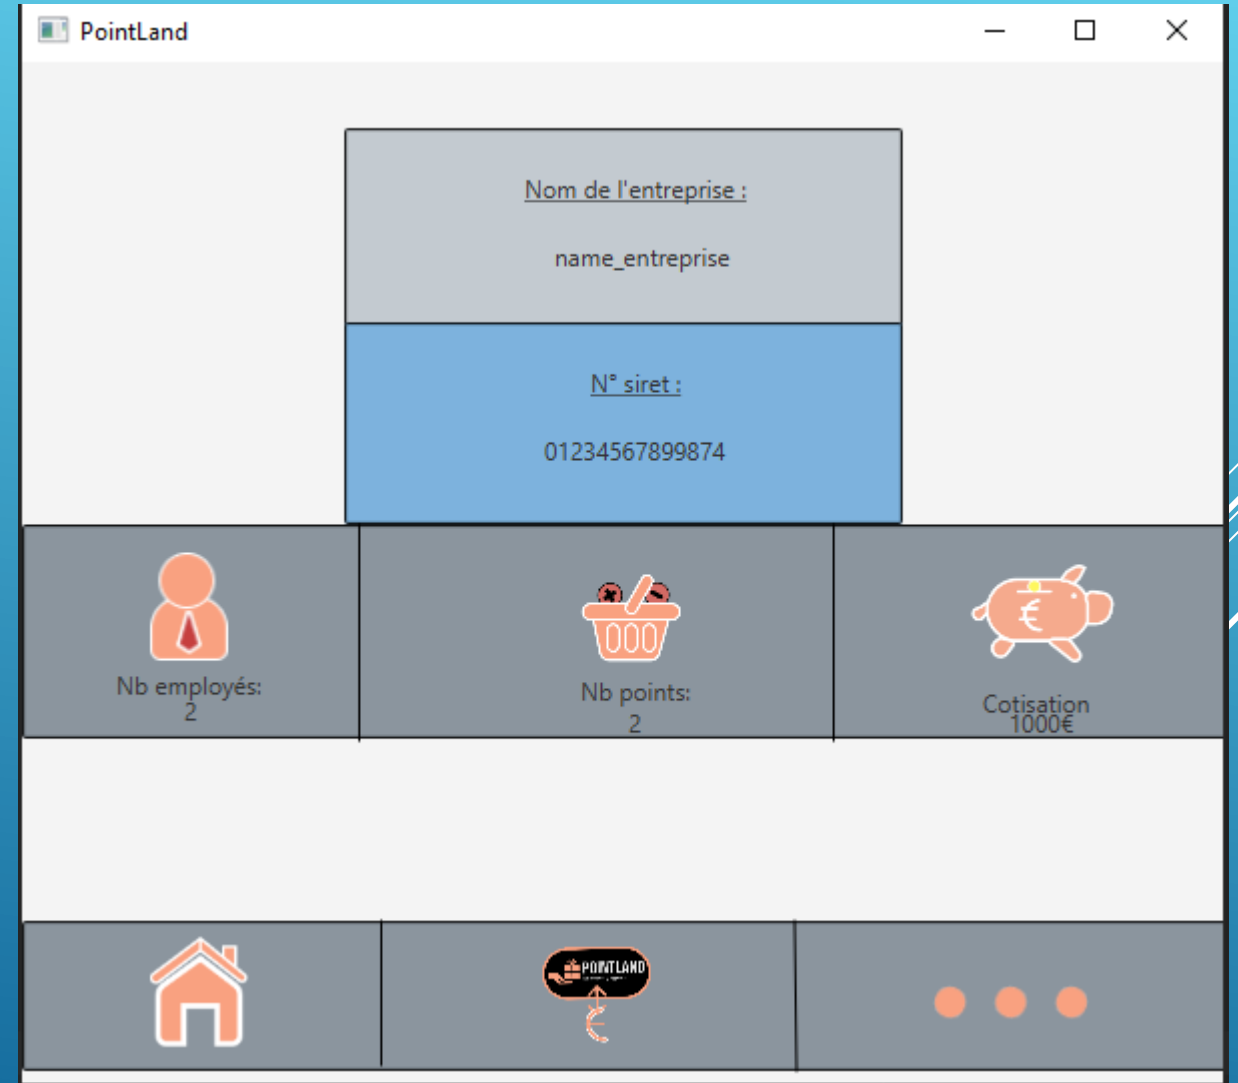 PointLand
Nom de l'entreprise :
name_entreprise
N° siret :
01234567899874
Nb employés:
2
Nb points:
2
Cotisation
1000€
POINTLAND